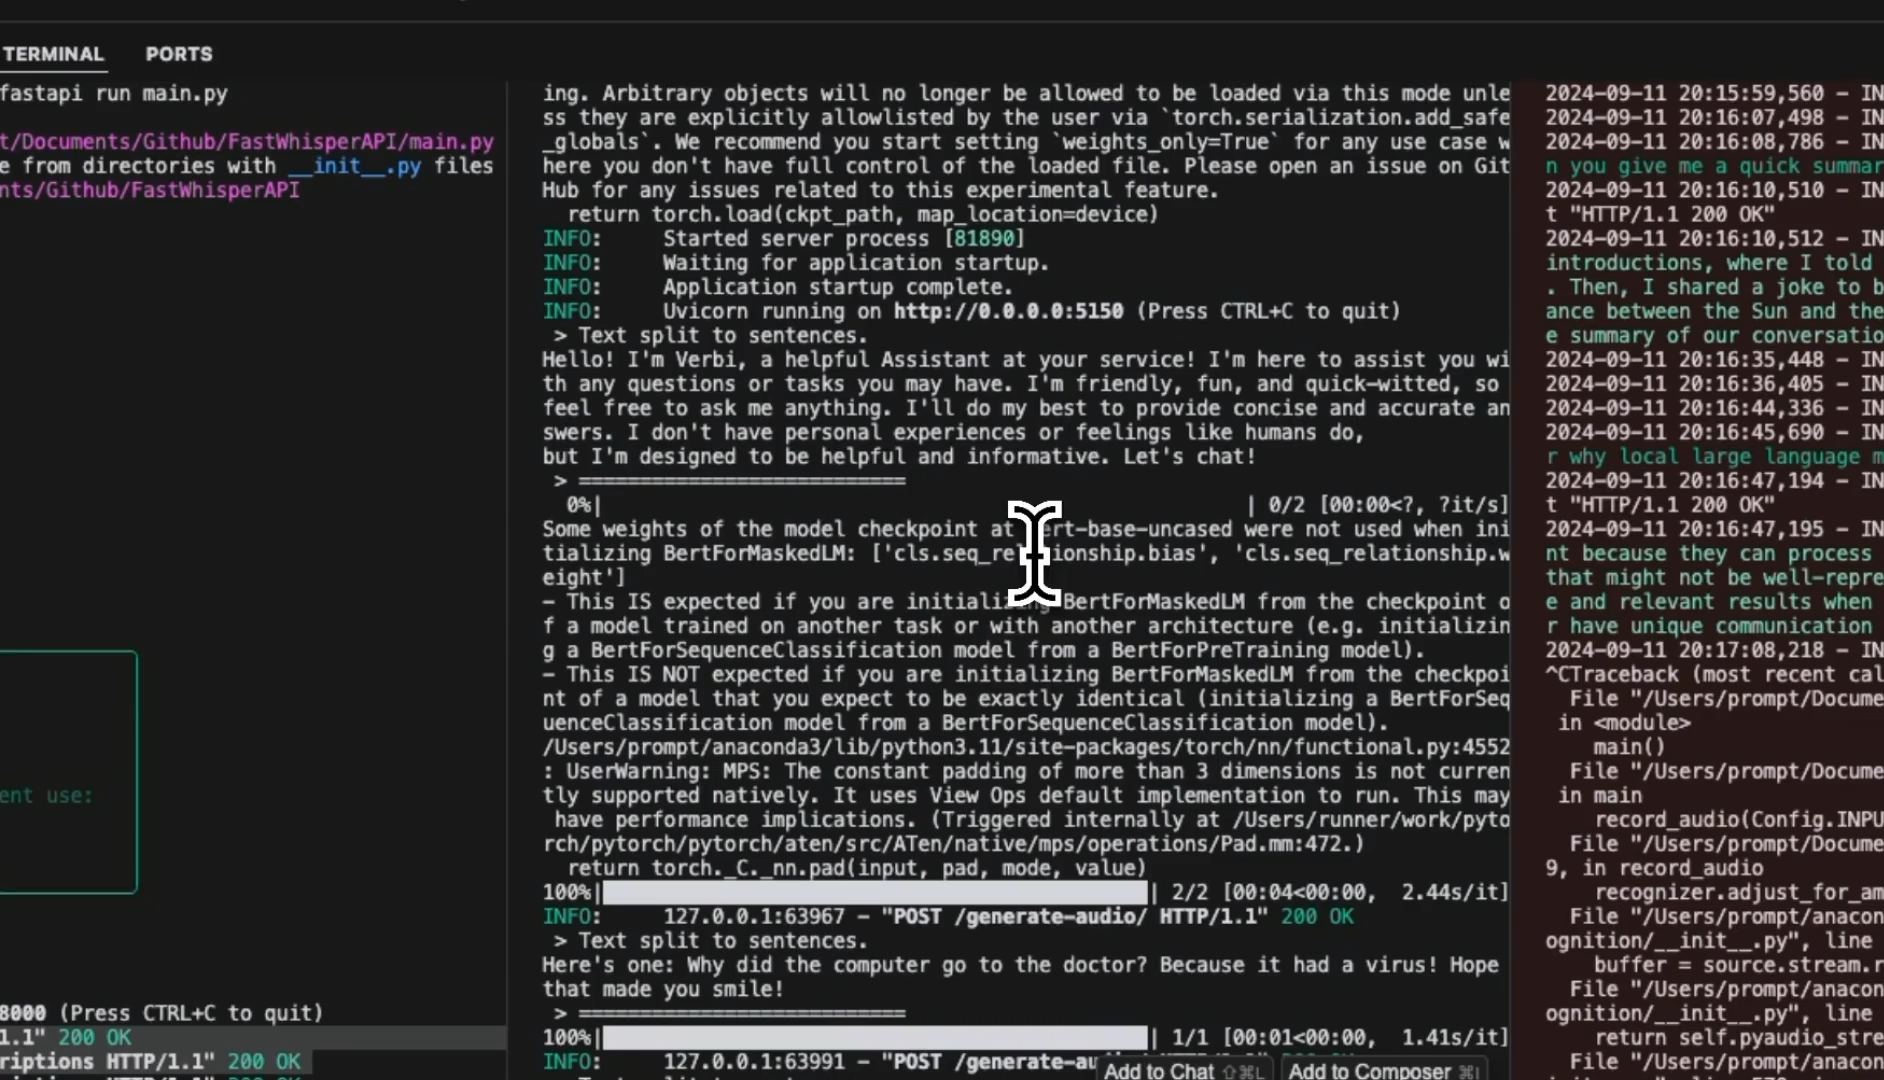 TERMINAL PORTS
fastapi run main.py
t/Documents/Github/FastWhisperAPI/main.py
e from directories with __init__.py files
nts/Github/FastWhisperAPI
ent use:
8000 (Press CTRL+C to quit)
1.1" 200 OK
riptions HTTP/1.1" 200 OK
ing. Arbitrary objects will no longer be allowed to be loaded via this mode unle
ss they are explicitly allowlisted by the user via `torch.serialization.add_safe
_globals`. We recommend you start setting `weights_only=True` for any use case w
here you don't have full control of the loaded file. Please open an issue on Git
Hub for any issues related to this experimental feature.
return torch.load(ckpt_path, map_location=device)
INFO: Started server process [81890]
INFO: Waiting for application startup.
INFO: Application startup complete.
INFO: Uvicorn running on http://0.0.0.0:5150 (Press CTRL+C to quit)
> Text split to sentences.
Hello! I'm Verbi, a helpful Assistant at your service! I'm here to assist you wi
th any questions or tasks you may have. I'm friendly, fun, and quick-witted, so
feel free to ask me anything. I'll do my best to provide concise and accurate an
swers. I don't have personal experiences or feelings like humans do,
but I'm designed to be helpful and informative. Let's chat!
> ===========================
0%| | 0/2 [00:00<?, ?it/s]
Some weights of the model checkpoint at ert-base-uncased were not used when ini
tializing BertForMaskedLM: ['cls.seq_relationship.bias', 'cls.seq_relationship.w
eight']
- This IS expected if you are initializing BertForMaskedLM from the checkpoint o
f a model trained on another task or with another architecture (e.g. initializin
g a BertForSequenceClassification model from a BertForPreTraining model).
- This IS NOT expected if you are initializing BertForMaskedLM from the checkpoi
nt of a model that you expect to be exactly identical (initializing a BertForSeq
uenceClassification model from a BertForSequenceClassification model).
/Users/prompt/anaconda3/lib/python3.11/site-packages/torch/nn/functional.py:4552
: UserWarning: MPS: The constant padding of more than 3 dimensions is not curren
tly supported natively. It uses View Ops default implementation to run. This may
have performance implications. (Triggered internally at /Users/runner/work/pyto
rch/pytorch/pytorch/aten/src/ATen/native/mps/operations/Pad.mm:472.)
return torch._C._nn.pad(input, pad, mode, value)
100%| | 2/2 [00:04<00:00, 2.44s/it]
INFO: 127.0.0.1:63967 - "POST /generate-audio/ HTTP/1.1" 200 OK
> Text split to sentences.
Here's one: Why did the computer go to the doctor? Because it had a virus! Hope
that made you smile!
> ===========================
100%| | 1/1 [00:01<00:00, 1.41s/it]
INFO: 127.0.0.1:63991 - "POST /generate-au
Add to Chat ⇧⌘L Add to Composer ⌘I
2024-09-11 20:15:59,560 - IN
2024-09-11 20:16:07,498 - IN
2024-09-11 20:16:08,786 - IN
n you give me a quick summar
2024-09-11 20:16:10,510 - IN
t "HTTP/1.1 200 OK"
2024-09-11 20:16:10,512 - IN
introductions, where I told
. Then, I shared a joke to b
ance between the Sun and the
e summary of our conversatio
2024-09-11 20:16:35,448 - IN
2024-09-11 20:16:36,405 - IN
2024-09-11 20:16:44,336 - IN
2024-09-11 20:16:45,690 - IN
r why local large language m
2024-09-11 20:16:47,194 - IN
t "HTTP/1.1 200 OK"
2024-09-11 20:16:47,195 - IN
nt because they can process
that might not be well-repre
e and relevant results when
r have unique communication
2024-09-11 20:17:08,218 - IN
^CTraceback (most recent cal
File "/Users/prompt/Docume
in <module>
main()
File "/Users/prompt/Docume
in main
record_audio(Config.INPU
File "/Users/prompt/Docume
9, in record_audio
recognizer.adjust_for_am
File "/Users/prompt/anacon
ognition/__init__.py", line
buffer = source.stream.r
File "/Users/prompt/anacon
ognition/__init__.py", line
return self.pyaudio_stre
File "/Users/prompt/anacon